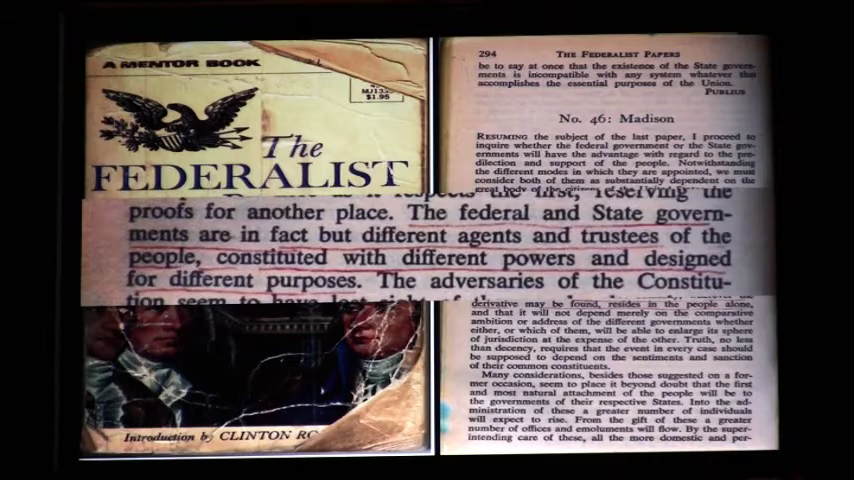 A MENTOR BOOK
$1.95
The
FEDERALIST
Introduction by CLINTON
294 THE FEDERALIST PAPERS
be to say at once that the existence of the State govern-
ments is incompatible with any system whatever that
accomplishes the essential purposes of the Union.
PUBLIUS
No. 46: Madison
RESUMING the subject of the last paper, I proceed to
inquire whether the federal government or the State gov-
ernments will have the advantage with regard to the pre-
dilection and support of the people. Notwithstanding
the different modes in which they are appointed, we must
consider both of them as substantially dependent on the
great body of the citizens of the United
the first, reserving the
proofs for another place. The federal and State govern-
ments are in fact but different agents and trustees of the
people, constituted with different powers and designed
for different purposes. The adversaries of the Constitu-
tion seem to have lost sight of the
derivative may be found, resides in the people alone,
and that it will not depend merely on the comparative
ambition or address of the different governments whether
either, or which of them, will be able to enlarge its sphere
of jurisdiction at the expense of the other. Truth, no less
than decency, requires that the event in every case should
be supposed to depend on the sentiments and sanction
of their common constituents.
Many considerations, besides those suggested on a for-
mer occasion, seem to place it beyond doubt that the first
and most natural attachment of the people will be to
the governments of their respective States. Into the ad-
ministration of these a greater number of individuals
will expect to rise. From the gift of these a greater
number of offices and emoluments will flow. By the super-
intending care of these, all the more domestic and per-